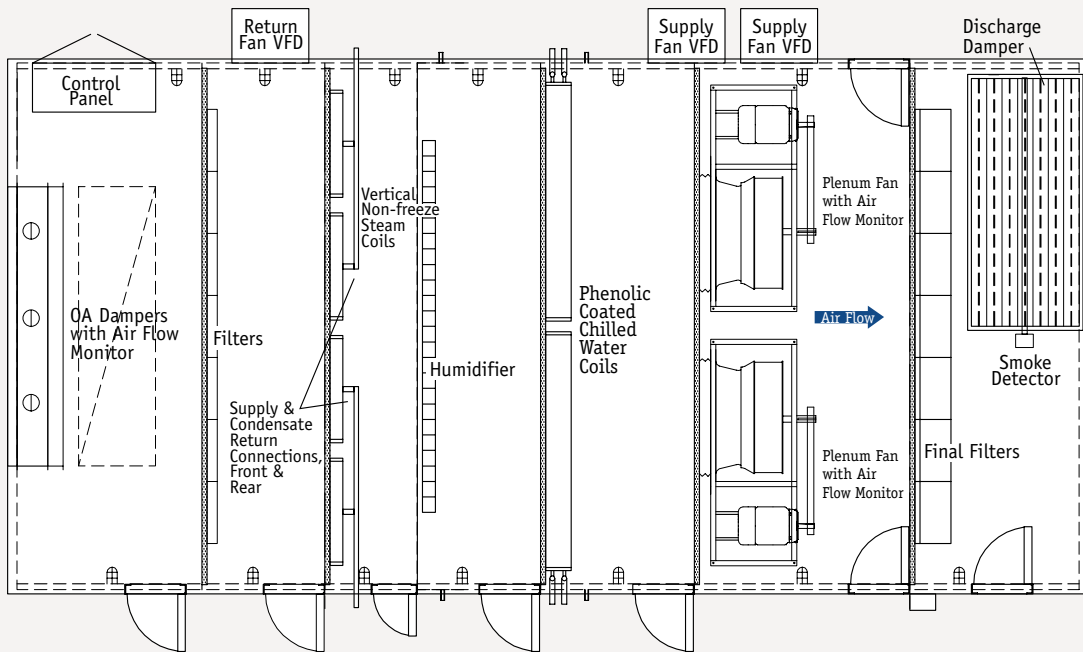 Return
Fan VFD
Supply
Fan VFD
Supply
Fan VFD
Discharge
Damper
Control
Panel
Vertical
Non-freeze
Steam
Coils
Plenum Fan
with Air
Flow Monitor
OA Dampers
with Air Flow
Monitor
Filters
Phenolic
Coated
Chilled
Water
Coils
Air Flow
Humidifier
Smoke
Detector
Supply &
Condensate
Return
Connections,
Front &
Rear
Plenum Fan
with Air
Flow Monitor
Final Filters